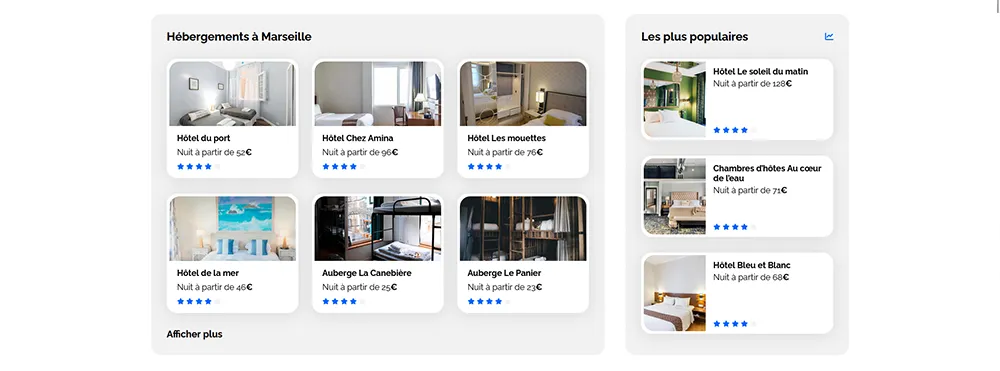 Hébergements à Marseille
Hôtel du port
Nuit à partir de 52€
Hôtel Chez Amina
Nuit à partir de 96€
Hôtel Les mouettes
Nuit à partir de 76€
Hôtel de la mer
Nuit à partir de 46€
Auberge La Canebière
Nuit à partir de 25€
Auberge Le Panier
Nuit à partir de 23€
Afficher plus
Les plus populaires
Hôtel Le soleil du matin
Nuit à partir de 128€
Chambres d'hôtes Au cœur
de l'eau
Nuit à partir de 71€
Hôtel Bleu et Blanc
Nuit à partir de 68€